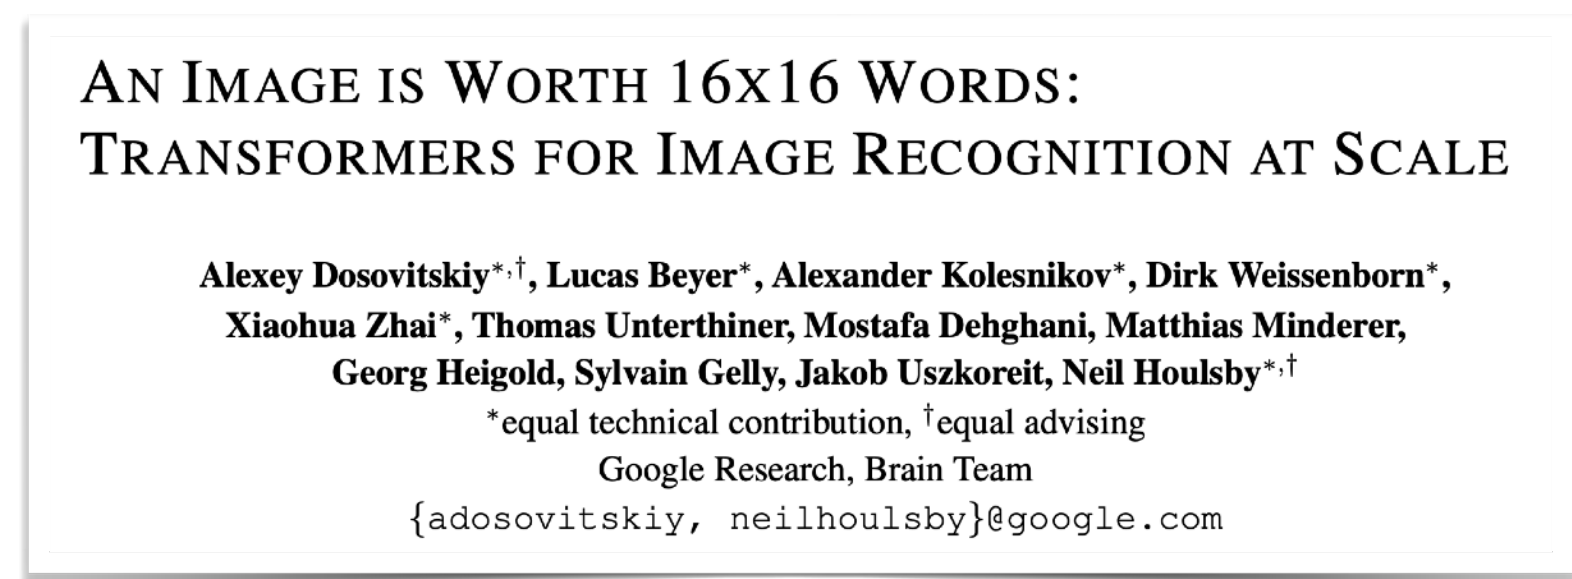 AN IMAGE IS WORTH 16X16 WORDS:
TRANSFORMERS FOR IMAGE RECOGNITION AT SCALE
Alexey Dosovitskiy*,†, Lucas Beyer*, Alexander Kolesnikov*, Dirk Weissenborn*,
Xiaohua Zhai*, Thomas Unterthiner, Mostafa Dehghani, Matthias Minderer,
Georg Heigold, Sylvain Gelly, Jakob Uszkoreit, Neil Houlsby*,†
*equal technical contribution, †equal advising
Google Research, Brain Team
{adosovitskiy, neilhoulsby}@google.com